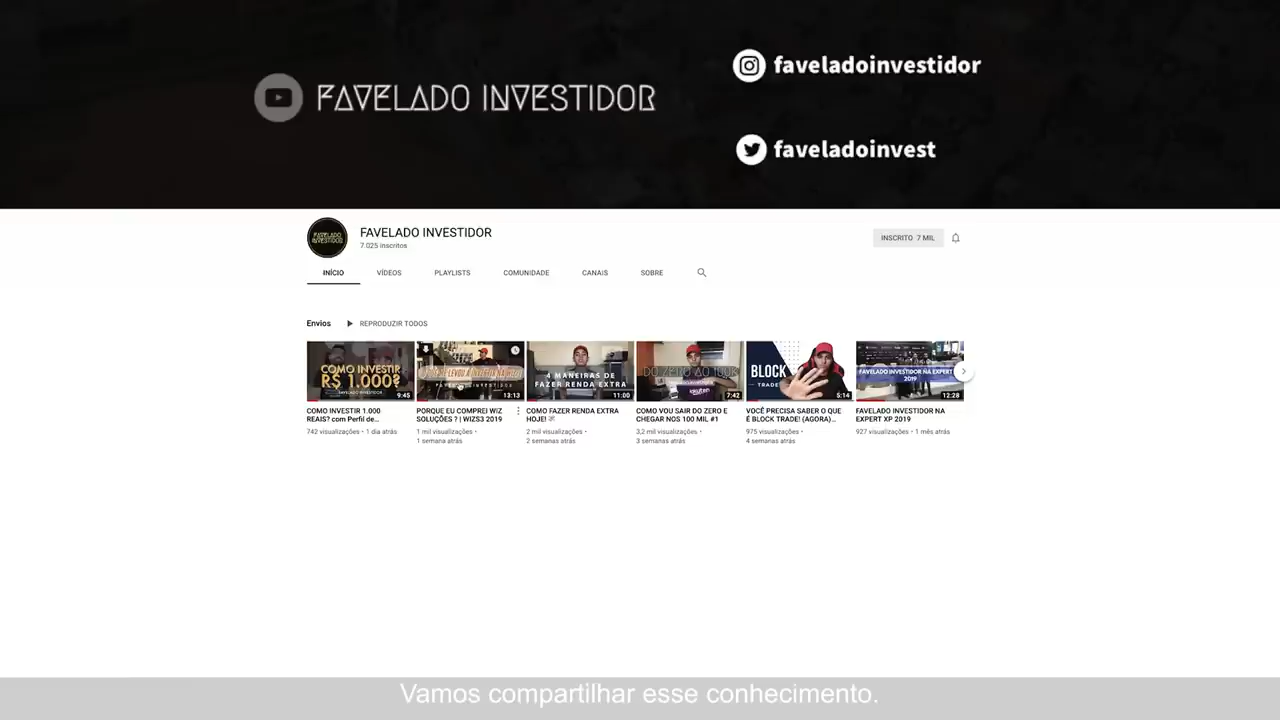 FAVELADO INVESTIDOR
faveladoinvestidor
faveladoinvest
FAVELADO INVESTIDOR
FAVELADO INVESTIDOR
7.025 inscritos
INSCRITO 7 MIL
INÍCIO VÍDEOS PLAYLISTS COMUNIDADE CANAIS SOBRE
Envios REPRODUZIR TODOS
COMO INVESTIR
R$ 1.000?
FAVELADO INVESTIDOR
9:45
COMO INVESTIR 1.000
REAIS? com Perfil de...
742 visualizações • 1 dia atrás
13:13
PORQUE EU COMPREI WIZ
SOLUÇÕES ? | WIZS3 2019
1 mil visualizações •
1 semana atrás
4 MANEIRAS DE
FAZER RENDA EXTRA
11:00
COMO FAZER RENDA EXTRA
HOJE!
2 mil visualizações •
2 semanas atrás
DO ZERO AO 100K
7:42
COMO VOU SAIR DO ZERO E
CHEGAR NOS 100 MIL #1
3,2 mil visualizações •
3 semanas atrás
BLOCK
TRADE
5:14
VOCÊ PRECISA SABER O QUE
É BLOCK TRADE! (AGORA)...
975 visualizações •
4 semanas atrás
FAVELADO INVESTIDOR NA EXPERT
2019
12:28
FAVELADO INVESTIDOR NA
EXPERT XP 2019
927 visualizações • 1 mês atrás
Vamos compartilhar esse conhecimento.